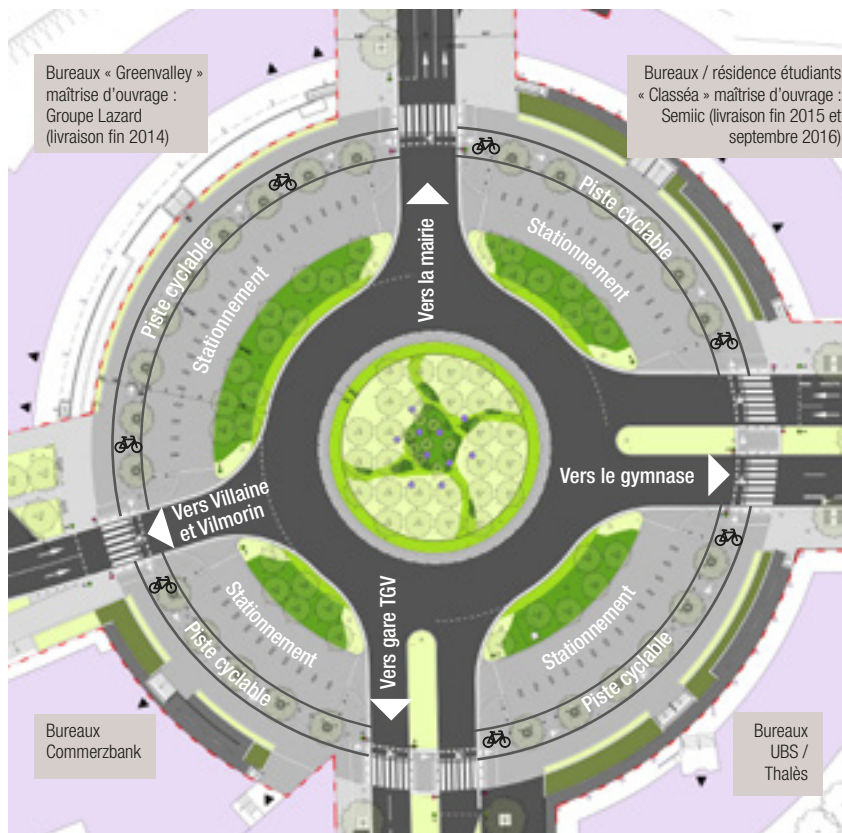 Bureaux « Greenvalley »
maîtrise d'ouvrage :
Groupe Lazard
(livraison fin 2014)
Bureaux / résidence étudiants
« Classéa » maîtrise d'ouvrage :
Semiic (livraison fin 2015 et
septembre 2016)
Piste cyclable
Stationnement
Vers la mairie
Piste cyclable
Stationnement
Vers le gymnase
Vers Villaine
et Vilmorin
Vers gare TGV
Stationnement
Piste cyclable
Stationnement
Piste cyclable
Bureaux
Commerzbank
Bureaux
UBS /
Thalès